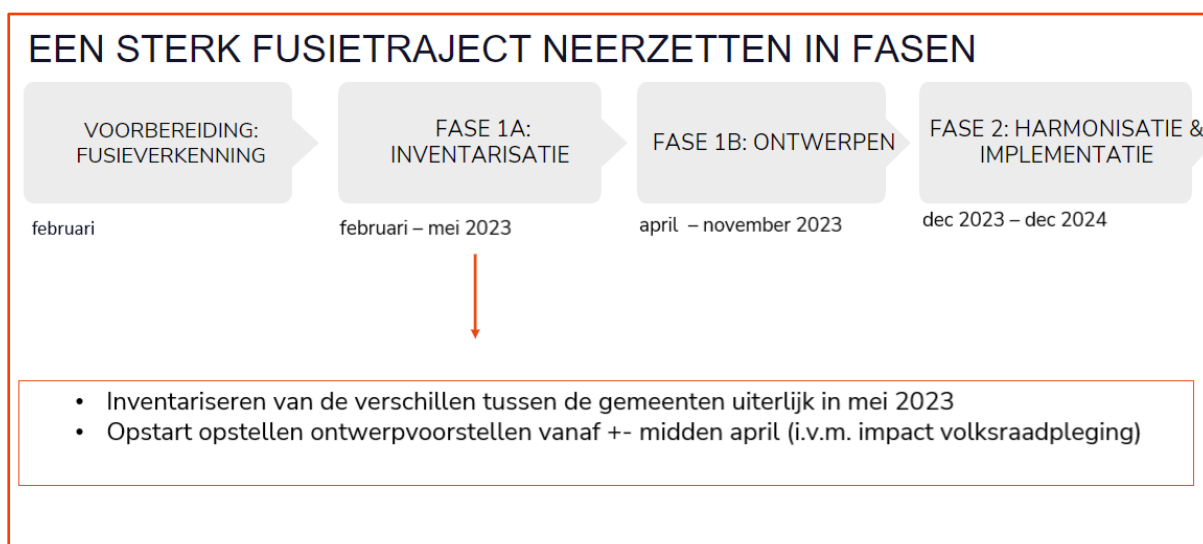 EEN STERK FUSIETRAJECT NEERZETTEN IN FASEN
VOORBEREIDING:
FUSIEVERKENNING
februari
FASE 1A:
INVENTARISATIE
februari – mei 2023
FASE 1B: ONTWERPEN
april – november 2023
FASE 2: HARMONISATIE &
IMPLEMENTATIE
dec 2023 – dec 2024
• Inventariseren van de verschillen tussen de gemeenten uiterlijk in mei 2023
• Opstart opstellen ontwerpvoorstellen vanaf +- midden april (i.v.m. impact volksraadpleging)